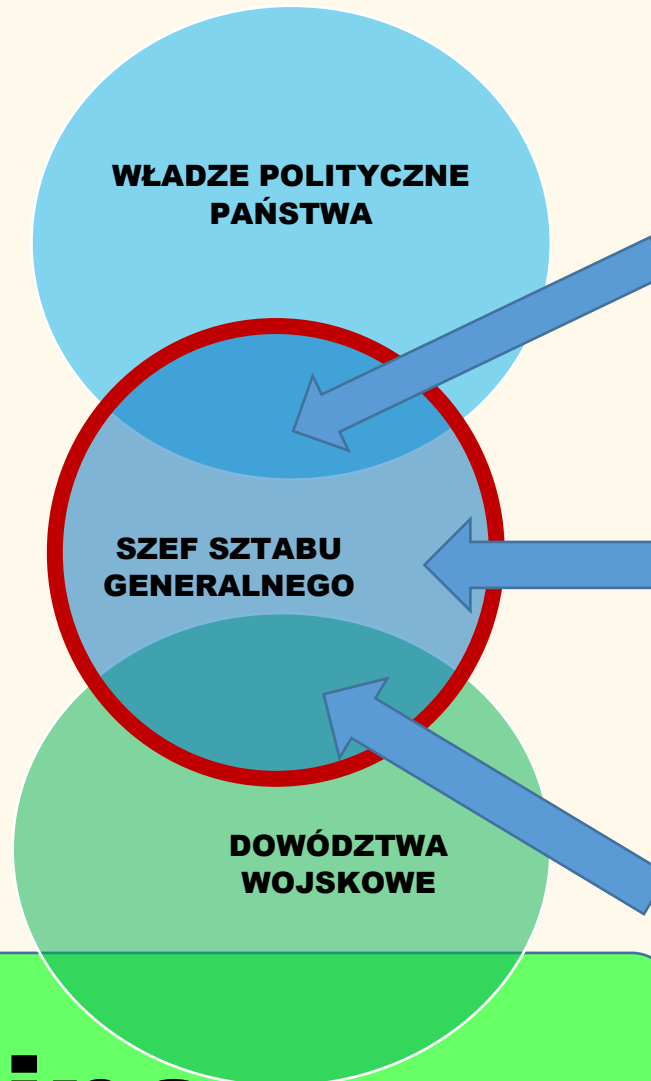 WŁADZE POLITYCZNE
PAŃSTWA
SZEF SZTABU
GENERALNEGO
DOWÓDZTWA
WOJSKOWE